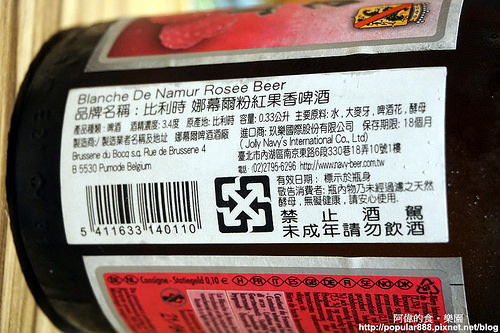 Blanche De Namur Rosee Beer
品牌名稱：比利時 娜慕爾粉紅果香啤酒
產品種類：啤酒 酒精濃度：3.4度 原產地：比利時 容量：0.33公升 主要原料：水，大麥牙，啤酒花，酵母
製造商/製造業者名稱及地址 娜慕爾啤酒酒廠 進口商：玖樂國際股份有限公司 保存期限：18個月
Brussene du Bocq s.a. Rue de Brussene 4 ( Jolly Navy's International Co., Ltd)
B 5530 Purnode Belgium 臺北市內湖區南京東路6段330巷18弄10號1樓
電話：(02)2795-6296 http://www.navy-beer.com.tw
有效日期：標示於瓶身
敬告消費者：瓶內物乃未經過濾之天然
酵母，無礙健康，請安心使用.
禁止酒駕
未成年請勿飲酒
5 411633 140110
Consigne - Statiegeld 0,10 €
阿偉的食‧樂園
http://popular888.pixnet.net/blog